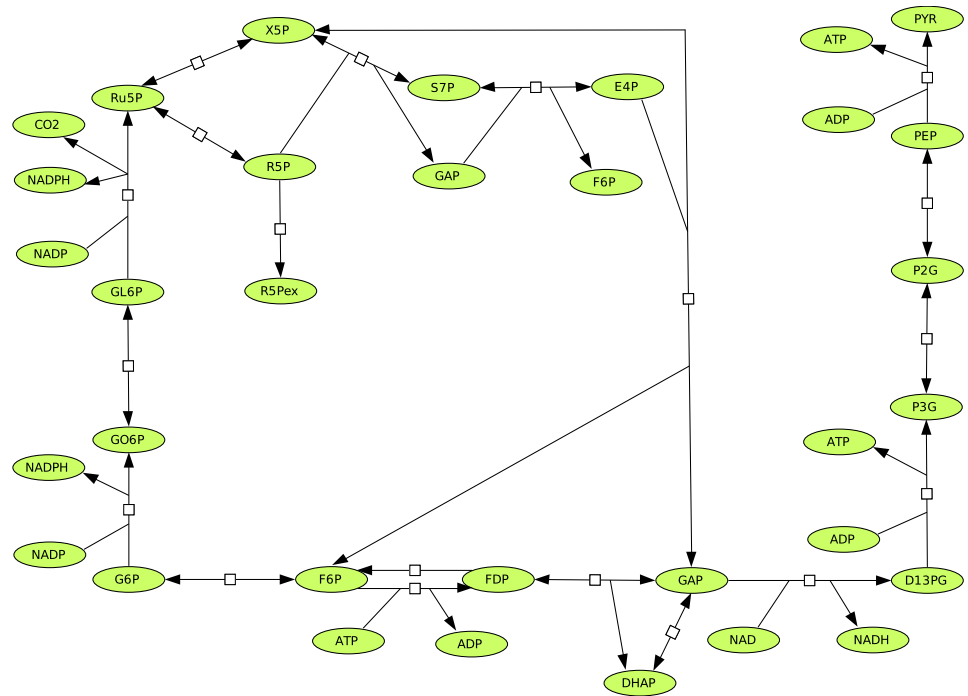 PYR
X5P
ATP
S7P
E4P
Ru5P
CO2
ADP
PEP
R5P
GAP
F6P
NADPH
NADP
P2G
GL6P
R5Pex
P3G
GO6P
ATP
NADPH
ADP
NADP
G6P
F6P
FDP
GAP
D13PG
ATP
ADP
NAD
NADH
DHAP